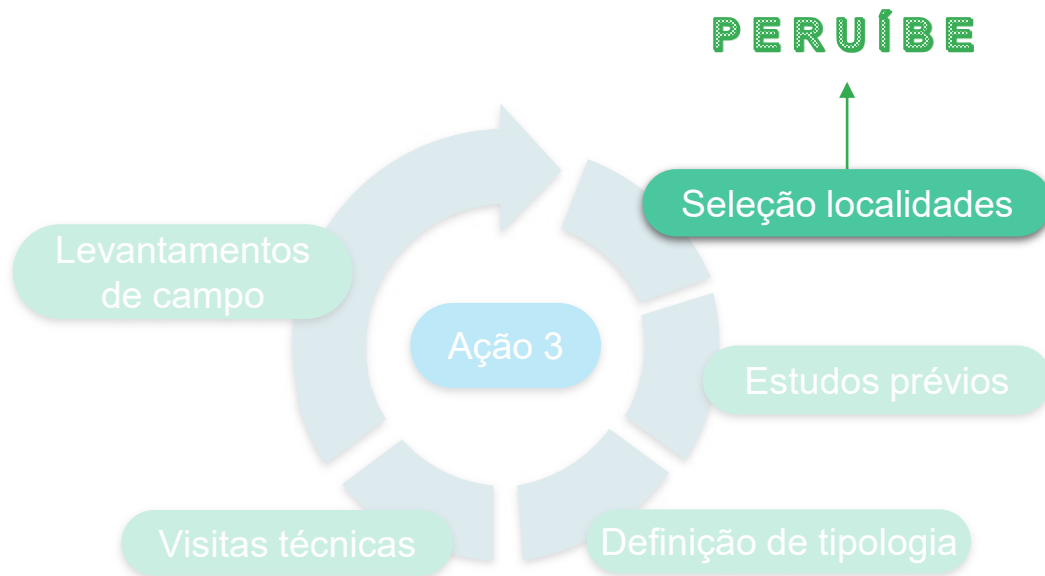 PERUÍBE
Seleção localidades
Levantamentos
de campo
Ação 3
Estudos prévios
Visitas técnicas
Definição de tipologia